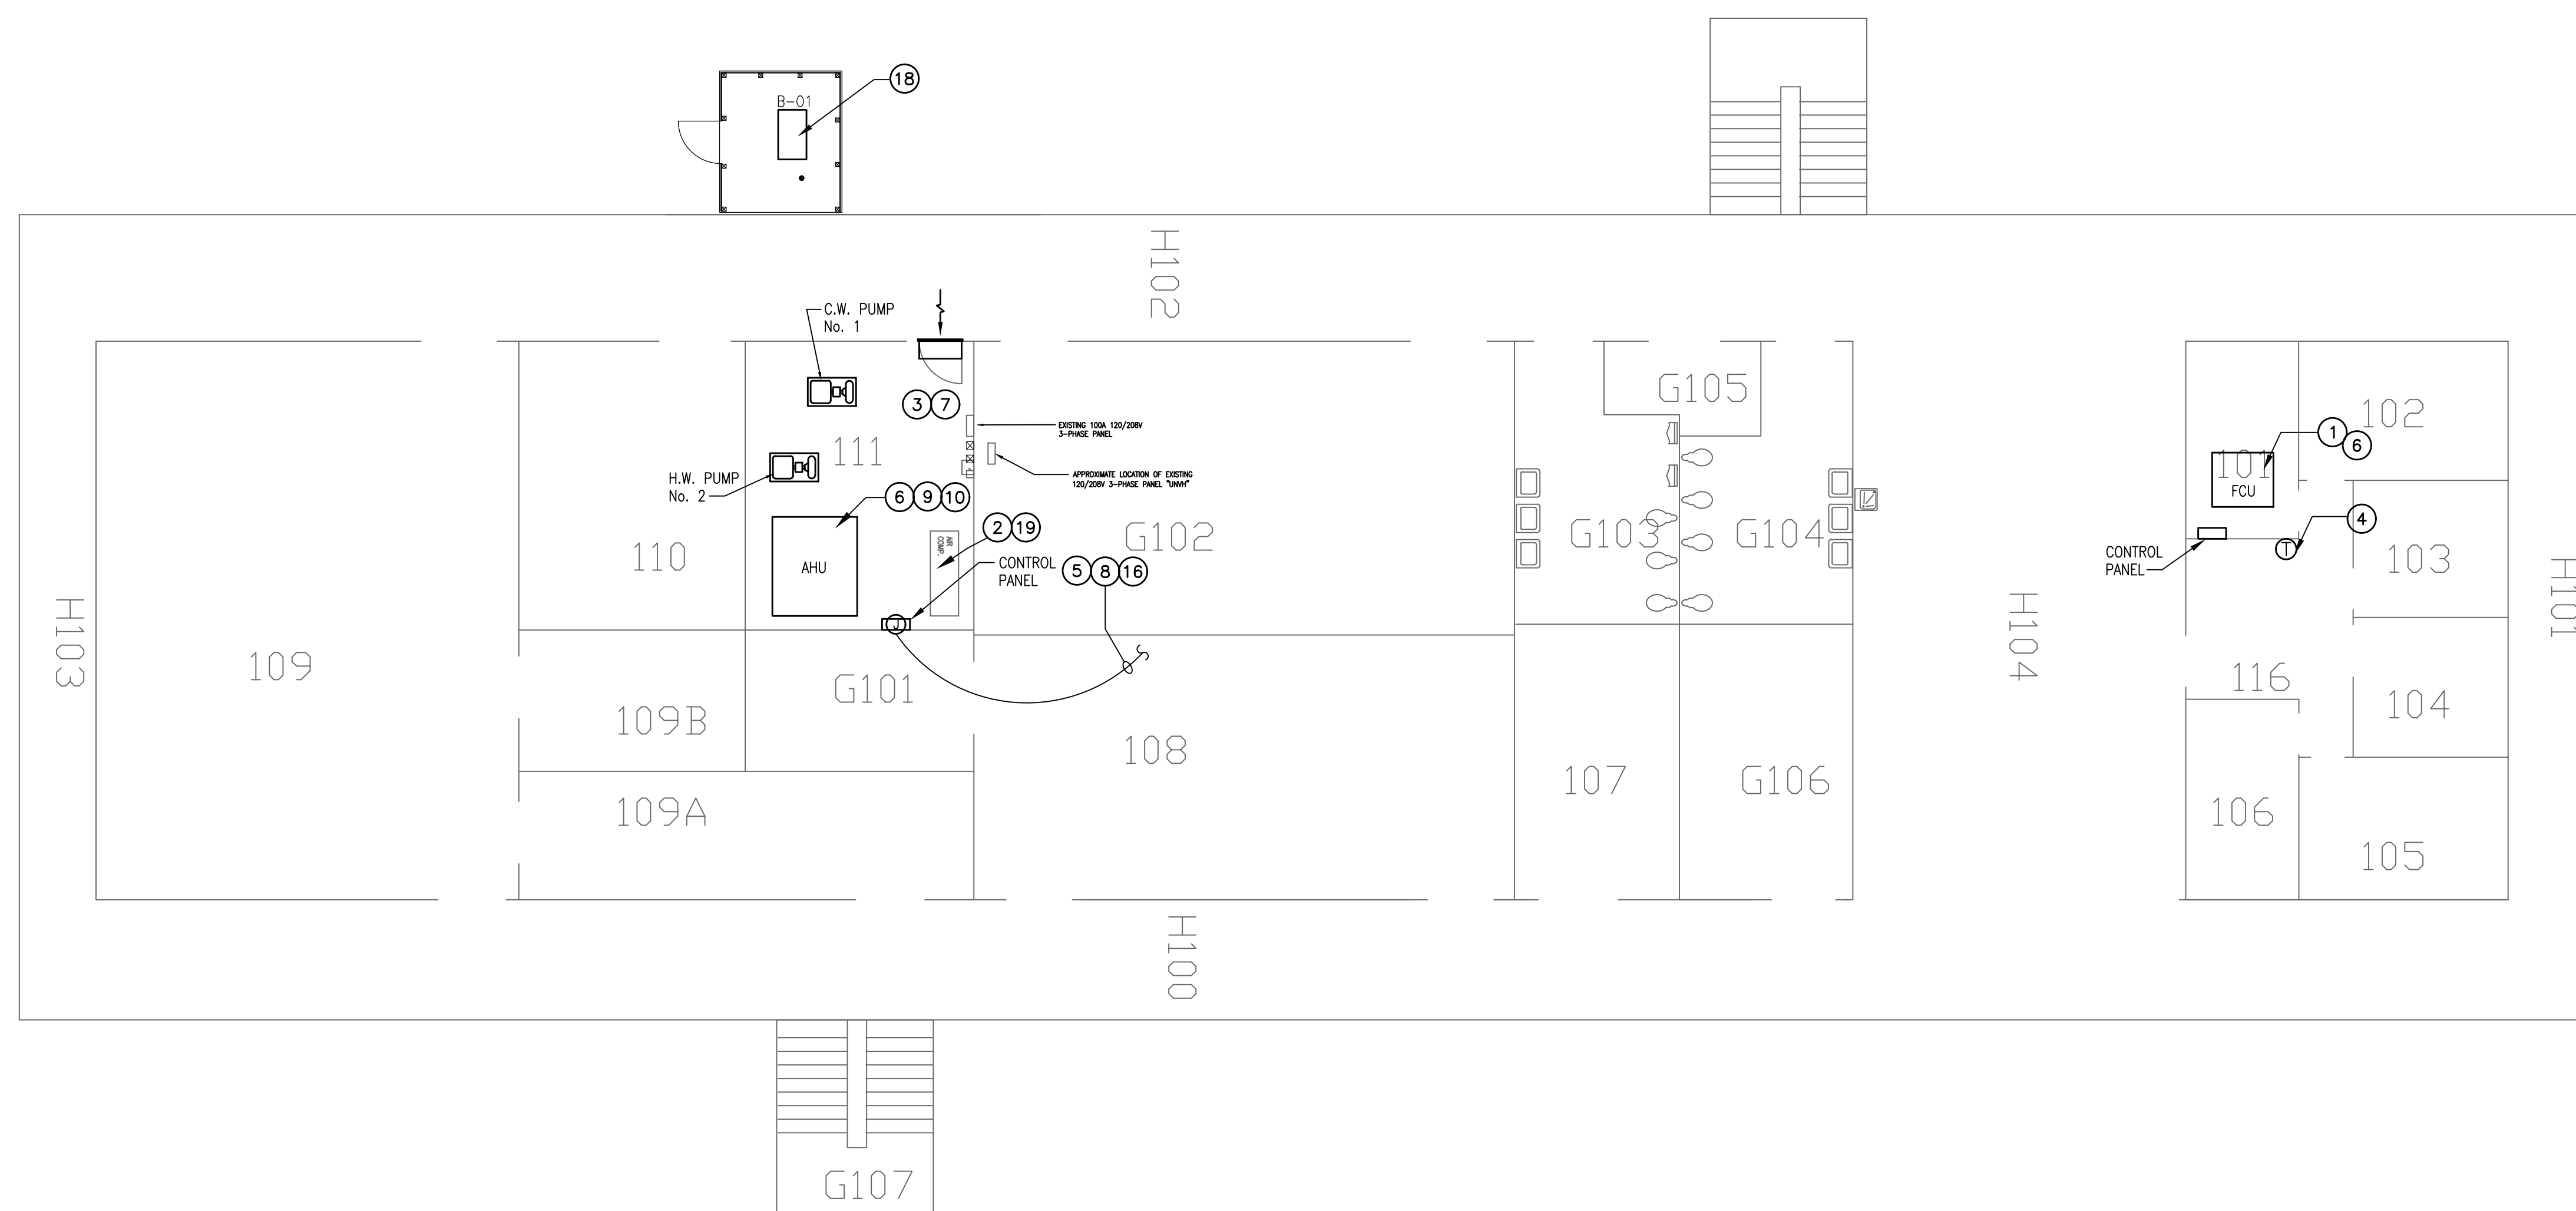 18
B-01
H102
C.W. PUMP
No. 1
3 7
EXISTING 100A 120/208V
3-PHASE PANEL
111
APPROXIMATE LOCATION OF EXISTING
120/208V 3-PHASE PANEL "UNVH"
H.W. PUMP
No. 2
6 9 10
2 19
AIR
COMP.
AHU
CONTROL
PANEL
J
5 8 16
G102
110
109
H103
109B
G101
109A
108
G105
G103
G104
107
G106
H104
102
1
6
101
FCU
4
T
CONTROL
PANEL
103
H101
116
104
106
105
H100
G107